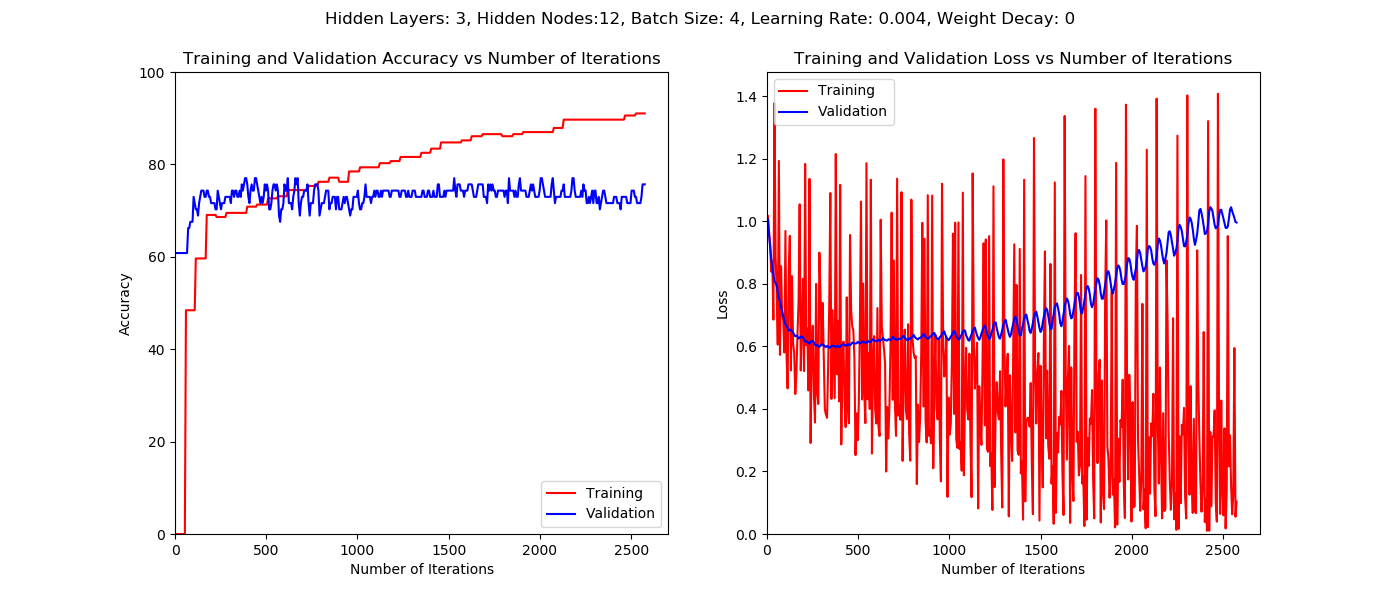 Hidden Layers: 3, Hidden Nodes:12, Batch Size: 4, Learning Rate: 0.004, Weight Decay: 0
Training and Validation Accuracy vs Number of Iterations
100
80
60
40
20
0
Accuracy
0 500 1000 1500 2000 2500
Number of Iterations
Training
Validation
Training and Validation Loss vs Number of Iterations
Training
Validation
1.4
1.2
1.0
0.8
0.6
0.4
0.2
0.0
Loss
0 500 1000 1500 2000 2500
Number of Iterations